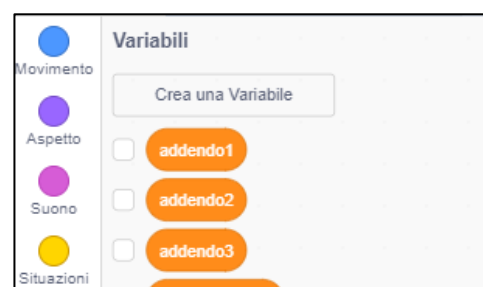 Movimento
Aspetto
Suono
Situazioni
Variabili
Crea una Variabile
addendo1
addendo2
addendo3